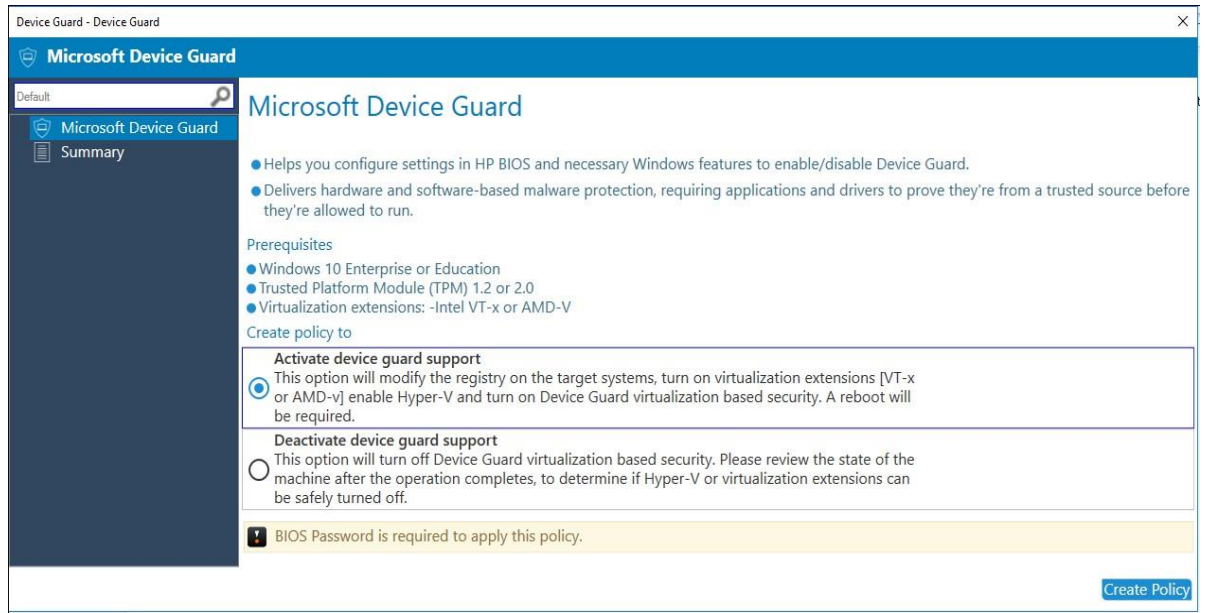 Device Guard - Device Guard
Microsoft Device Guard
Default
Microsoft Device Guard
Summary
Microsoft Device Guard
Helps you configure settings in HP BIOS and necessary Windows features to enable/disable Device Guard.
Delivers hardware and software-based malware protection, requiring applications and drivers to prove they're from a trusted source before
they're allowed to run.
Prerequisites
Windows 10 Enterprise or Education
Trusted Platform Module (TPM) 1.2 or 2.0
Virtualization extensions: -Intel VT-x or AMD-V
Create policy to
Activate device guard support
This option will modify the registry on the target systems, turn on virtualization extensions [VT-x
or AMD-v] enable Hyper-V and turn on Device Guard virtualization based security. A reboot will
be required.
Deactivate device guard support
This option will turn off Device Guard virtualization based security. Please review the state of the
machine after the operation completes, to determine if Hyper-V or virtualization extensions can
be safely turned off.
BIOS Password is required to apply this policy.
Create Policy